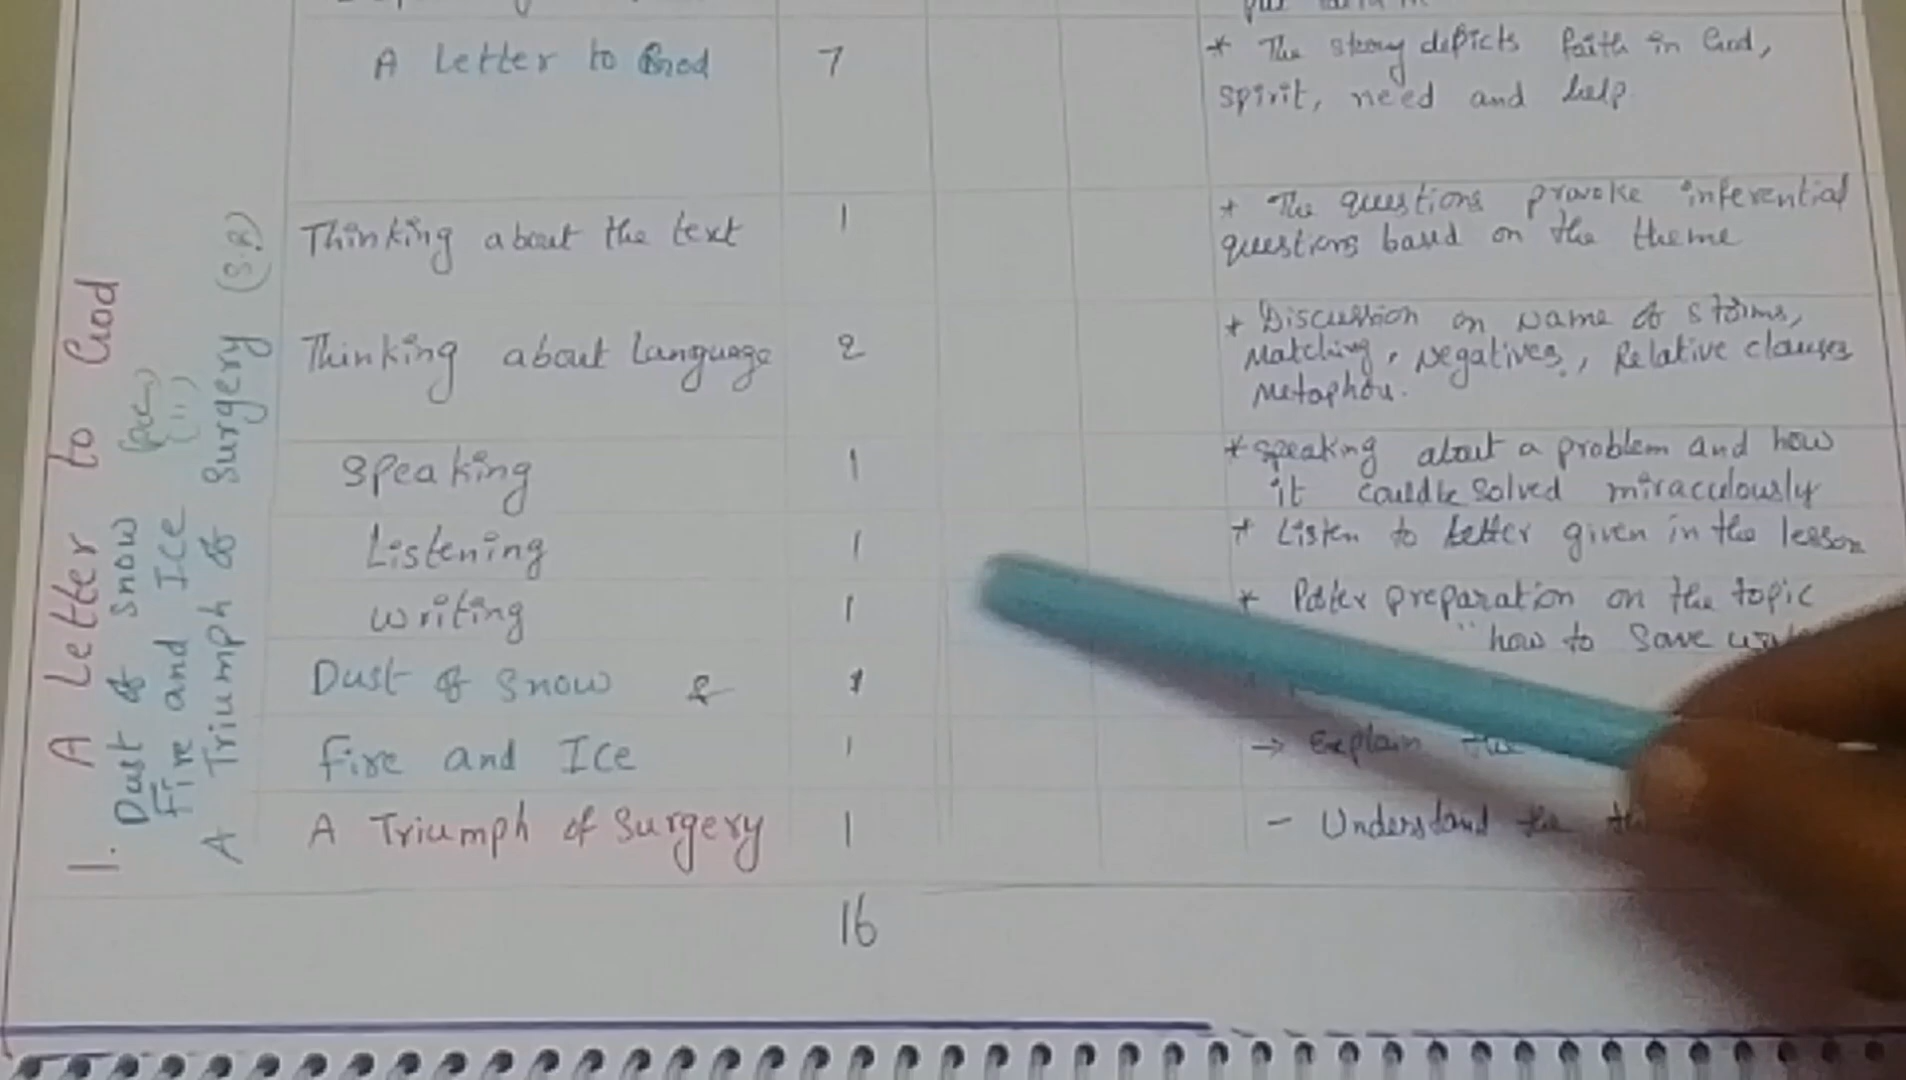 1. A Letter to God
Dust of Snow
Fire and Ice (")
A Triumph of Surgery (S.R)
A Letter to God 7
* The story depicts faith in God,
spirit, need and help
Thinking about the text 1
* The questions provoke inferential
questions based on the theme
Thinking about Language 2
* Discussion on Name of storms,
Matching, Negatives, Relative clauses
Metaphor.
Speaking 1
* speaking about a problem and how
it could be solved miraculously
Listening 1
* Listen to letter given in the lesson
Writing 1
* Poster preparation on the topic
"how to save
Dust of Snow & 1
Fire and Ice 1
→ Explain the
A Triumph of Surgery 1
- Understand the
16